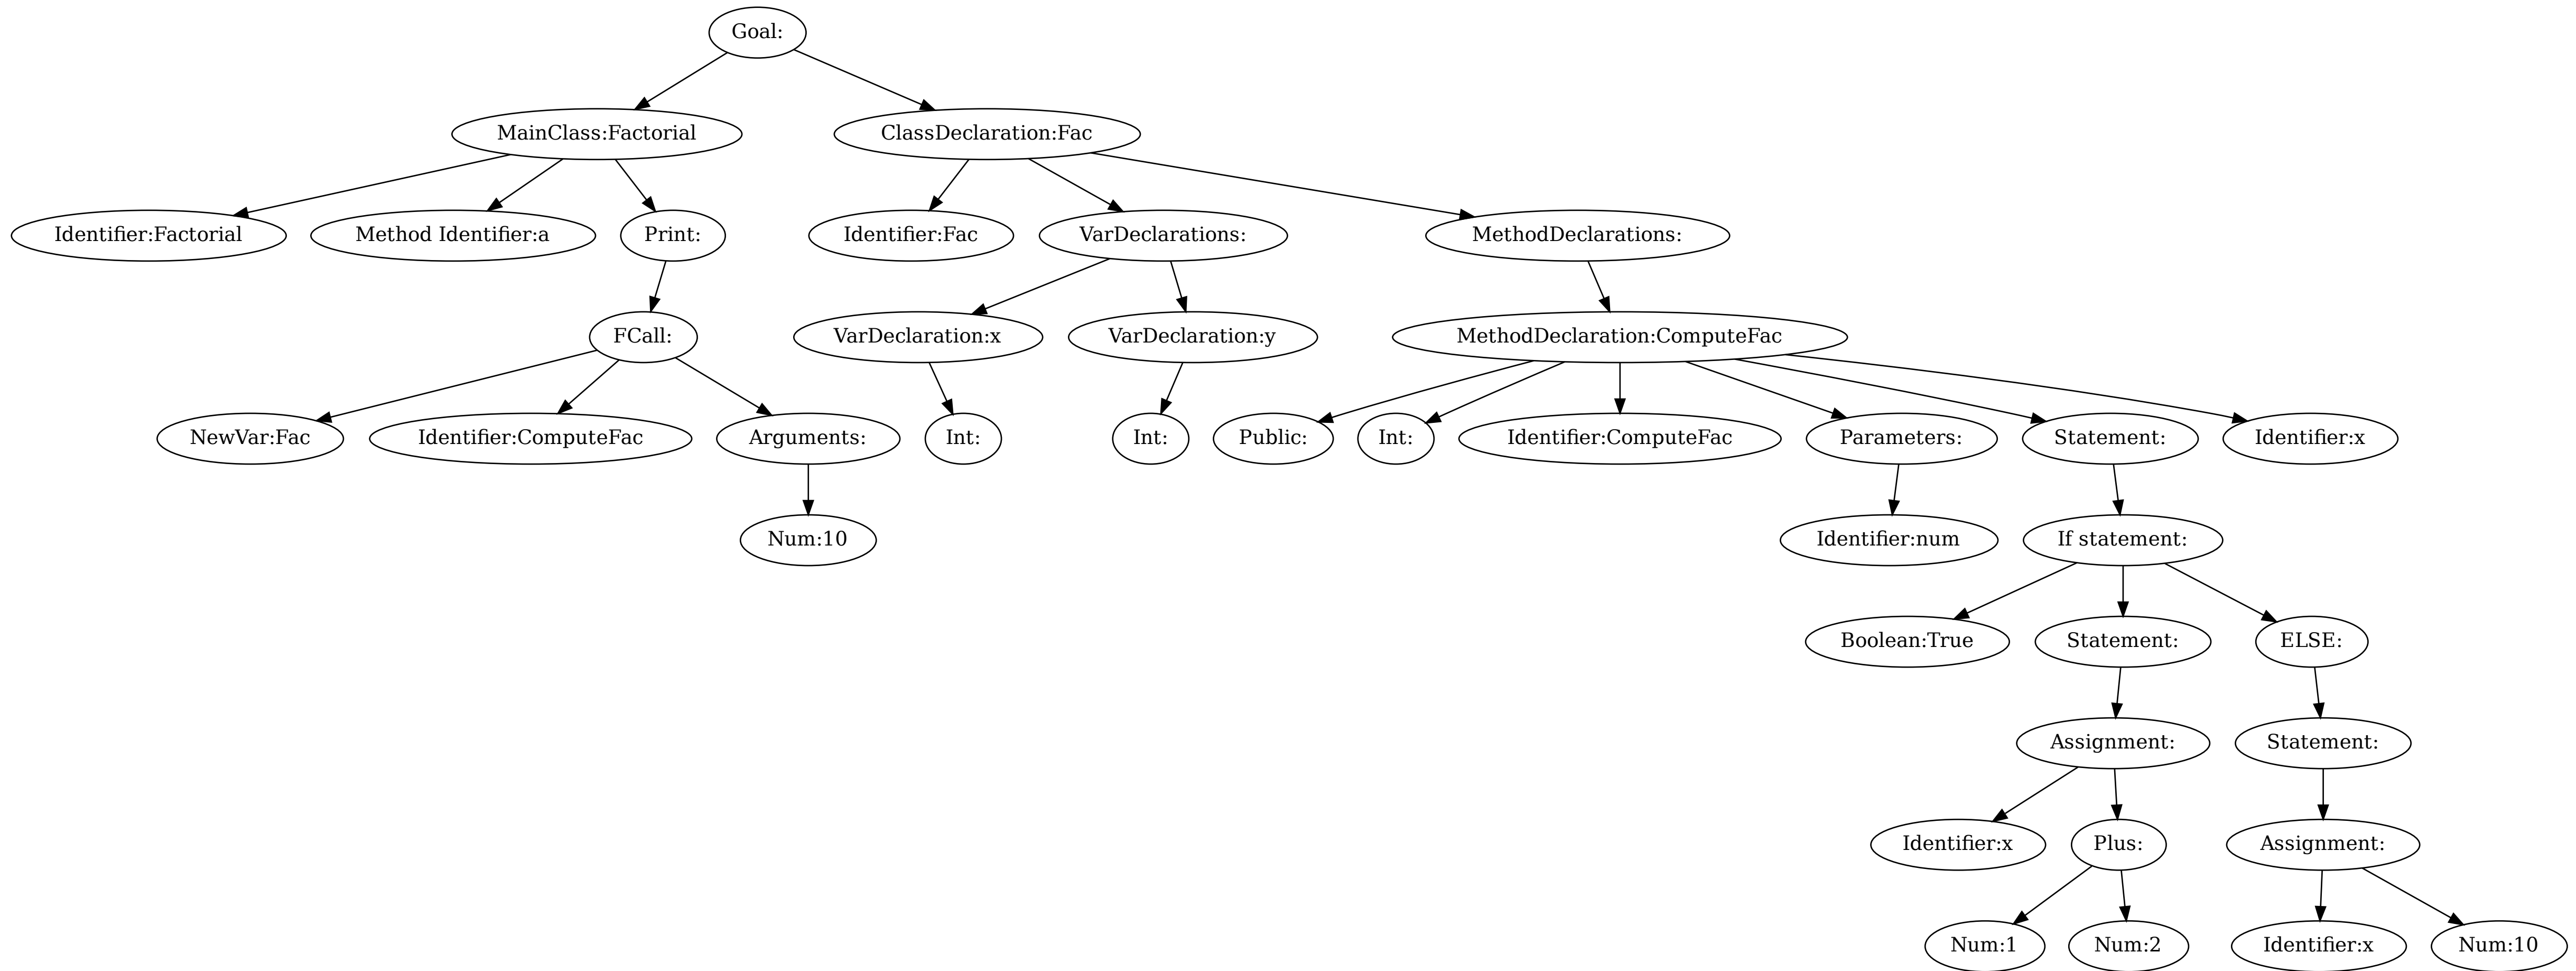 Goal:
MainClass:Factorial
ClassDeclaration:Fac
Identifier:Factorial
Method Identifier:a
Print:
Identifier:Fac
VarDeclarations:
MethodDeclarations:
FCall:
VarDeclaration:x
VarDeclaration:y
MethodDeclaration:ComputeFac
NewVar:Fac
Identifier:ComputeFac
Arguments:
Int:
Int:
Public:
Int:
Identifier:ComputeFac
Parameters:
Statement:
Identifier:x
Num:10
Identifier:num
If statement:
Boolean:True
Statement:
ELSE:
Assignment:
Statement:
Identifier:x
Plus:
Assignment:
Num:1
Num:2
Identifier:x
Num:10